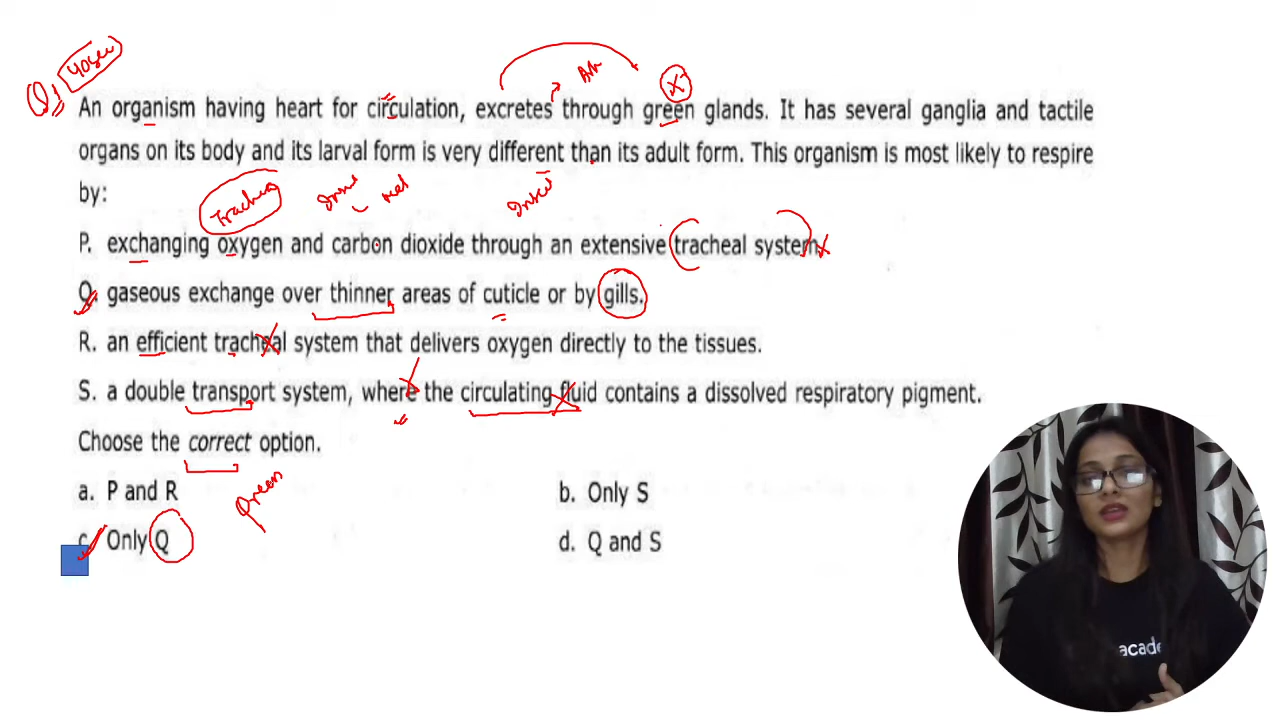 Q1 40sec
An organism having heart for circulation, excretes through green glands. It has several ganglia and tactile
organs on its body and its larval form is very different than its adult form. This organism is most likely to respire
by:
Trachea
P. exchanging oxygen and carbon dioxide through an extensive tracheal system.
Q. gaseous exchange over thinner areas of cuticle or by gills.
R. an efficient tracheal system that delivers oxygen directly to the tissues.
S. a double transport system, where the circulating fluid contains a dissolved respiratory pigment.
Choose the correct option.
a. P and R
b. Only S
c. Only Q
d. Q and S
acade